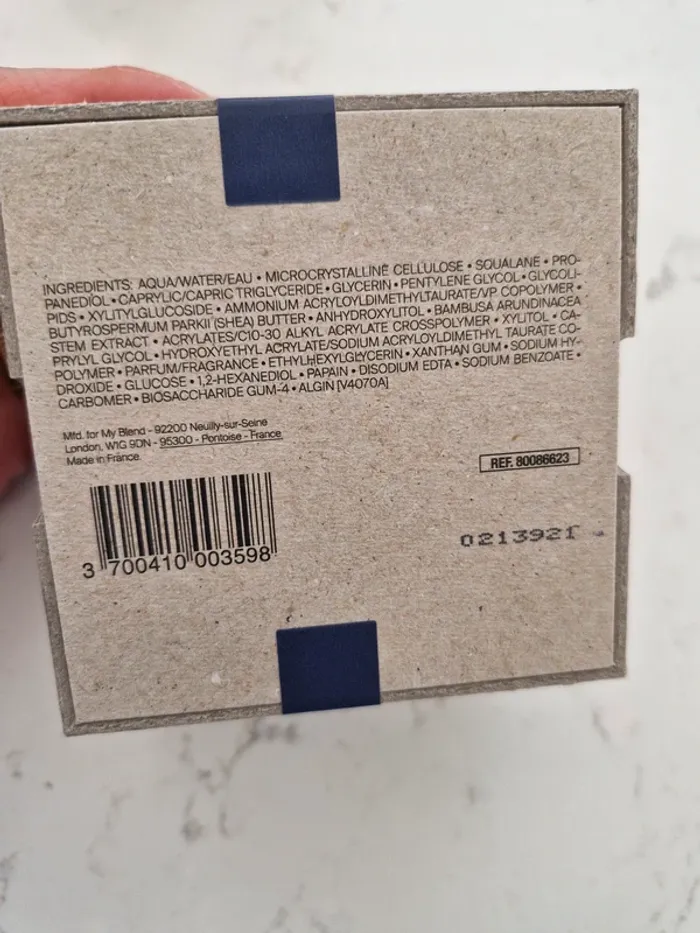 INGREDIENTS: AQUA/WATER/EAU • MICROCRYSTALLINE CELLULOSE • SQUALANE • PRO-
PANEDIOL • CAPRYLIC/CAPRIC TRIGLYCERIDE • GLYCERIN • PENTYLENE GLYCOL • GLYCOLI-
PIDS • XYLITYLGLUCOSIDE • AMMONIUM ACRYLOYLDIMETHYLTAURATE/VP COPOLYMER •
BUTYROSPERMUM PARKII (SHEA) BUTTER • ANHYDROXYLITOL • BAMBUSA ARUNDINACEA
STEM EXTRACT • ACRYLATES/C10-30 ALKYL ACRYLATE CROSSPOLYMER • XYLITOL • CA-
PRYLYL GLYCOL • HYDROXYETHYL ACRYLATE/SODIUM ACRYLOYLDIMETHYL TAURATE CO-
POLYMER • PARFUM/FRAGRANCE • ETHYLHEXYLGLYCERIN • XANTHAN GUM • SODIUM HY-
DROXIDE • GLUCOSE • 1,2-HEXANEDIOL • PAPAIN • DISODIUM EDTA • SODIUM BENZOATE •
CARBOMER • BIOSACCHARIDE GUM-4 • ALGIN [V4070A]
Mfd. for My Blend - 92200 Neuilly-sur-Seine
London, W1G 9DN - 95300 - Pontoise - France
Made in France.
REF. 80086623
3 700410 003598